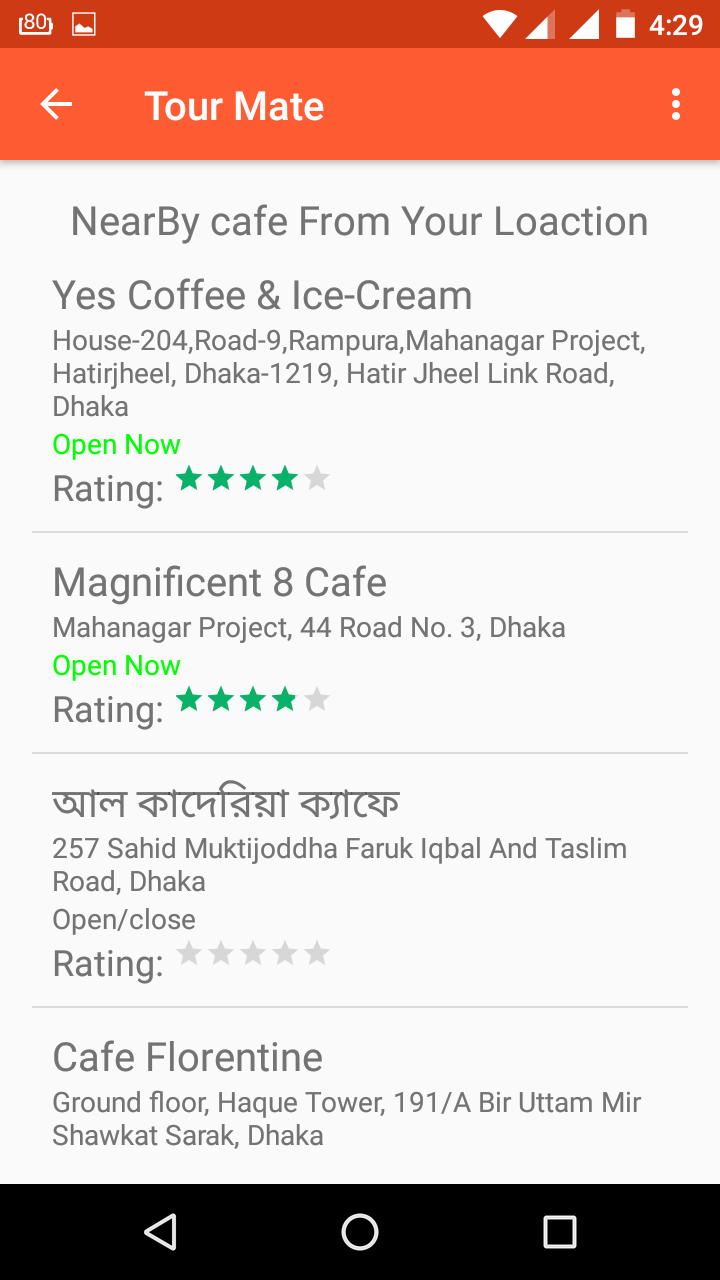 80
4:29
Tour Mate
NearBy cafe From Your Loaction
Yes Coffee & Ice-Cream
House-204,Road-9,Rampura,Mahanagar Project,
Hatirjheel, Dhaka-1219, Hatir Jheel Link Road,
Dhaka
Open Now
Rating:
Magnificent 8 Cafe
Mahanagar Project, 44 Road No. 3, Dhaka
Open Now
Rating:
আল কাদেরিয়া ক্যাফে
257 Sahid Muktijoddha Faruk Iqbal And Taslim
Road, Dhaka
Open/close
Rating:
Cafe Florentine
Ground floor, Haque Tower, 191/A Bir Uttam Mir
Shawkat Sarak, Dhaka